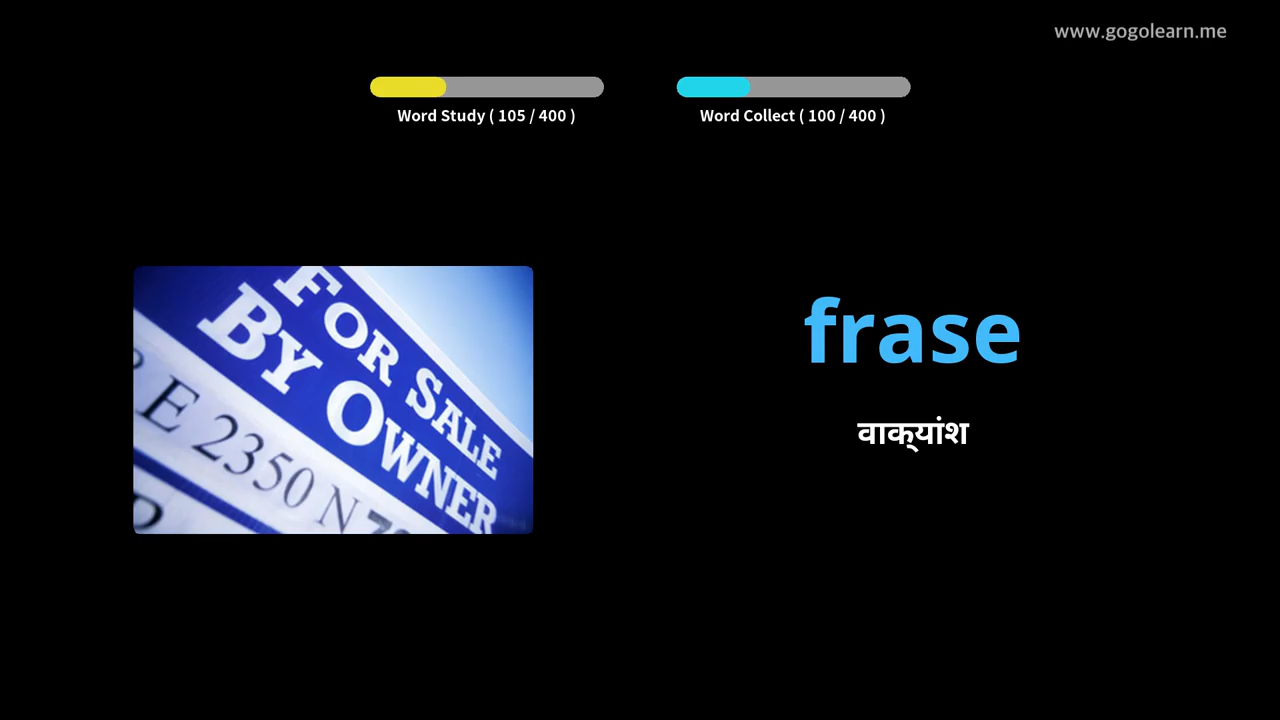 www.gogolearn.me
Word Study ( 105 / 400 )
Word Collect ( 100 / 400 )
FOR SALE
BY OWNER
E 2350 N
frase
वाक्यांश